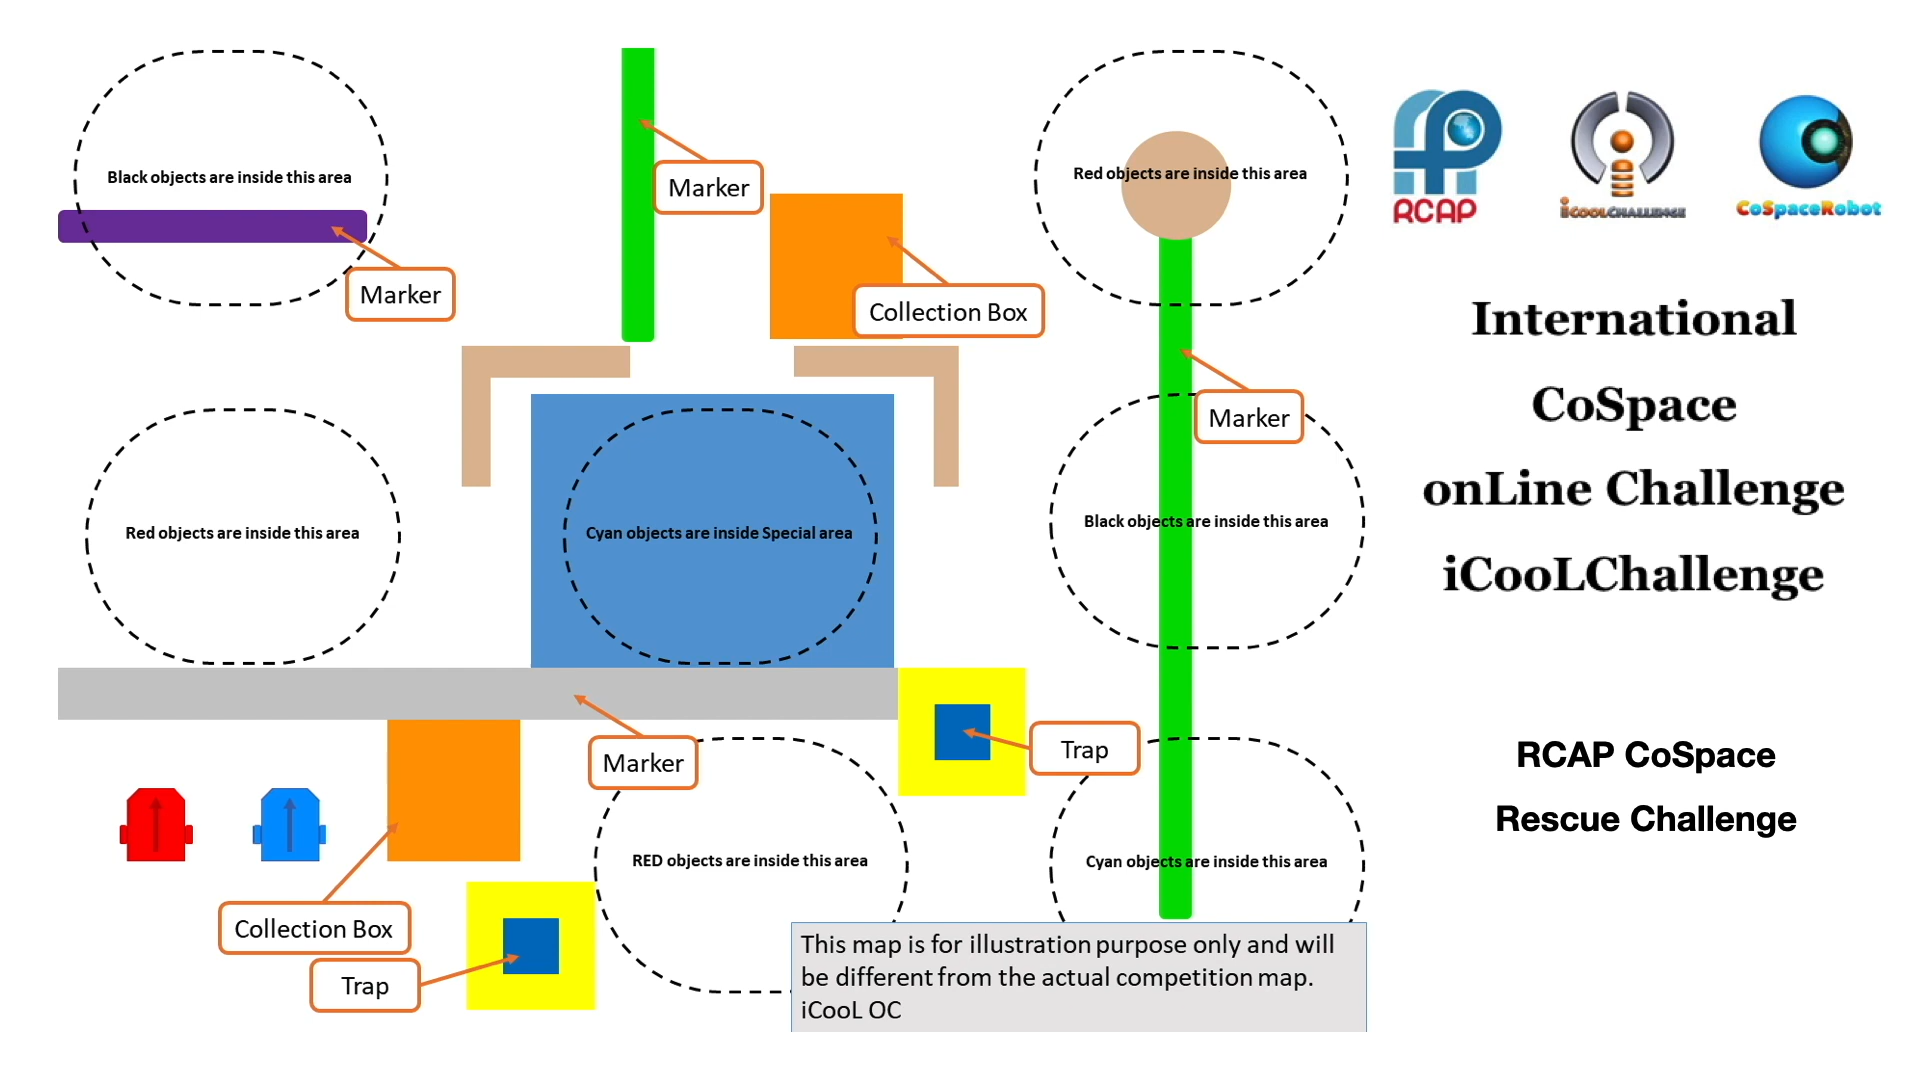 Black objects are inside this area
Marker
Marker
Collection Box
Red objects are inside this area
Marker
Red objects are inside this area
Cyan objects are inside Special area
Black objects are inside this area
Marker
Trap
RED objects are inside this area
Cyan objects are inside this area
Collection Box
Trap
This map is for illustration purpose only and will
be different from the actual competition map.
iCooL OC
RCAP
iCOOLCHALLENGE
CoSpaceRobot
International
CoSpace
onLine Challenge
iCooLChallenge
RCAP CoSpace
Rescue Challenge